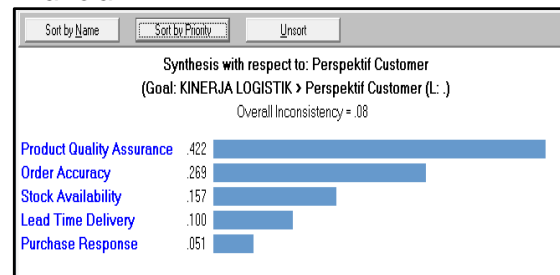 Sort by Name Sort by Priority Unsort
Synthesis with respect to: Perspektif Customer
(Goal: KINERJA LOGISTIK > Perspektif Customer (L: .)
Overall Inconsistency = .08
Product Quality Assurance .422
Order Accuracy .269
Stock Availability .157
Lead Time Delivery .100
Purchase Response .051